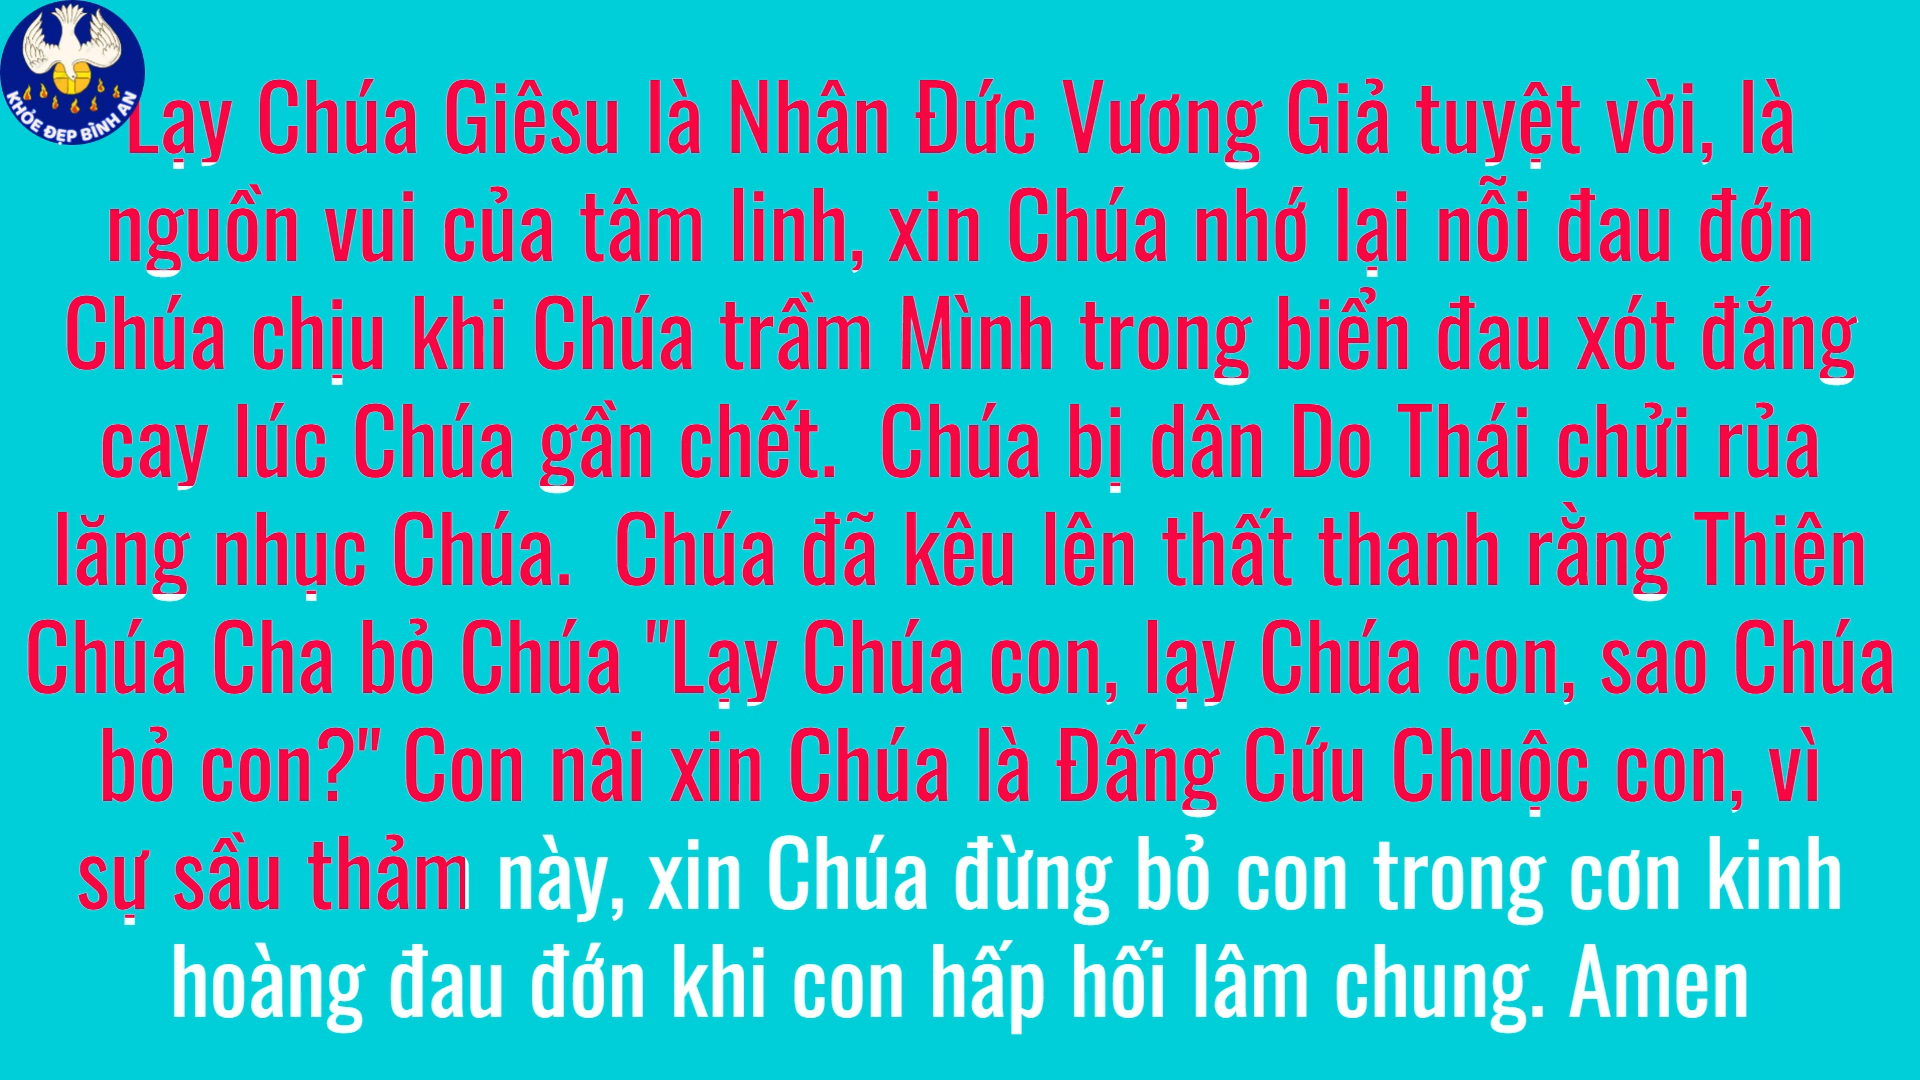 KHỎE ĐẸP BÌNH AN
Lạy Chúa Giêsu là Nhân Đức Vương Giả tuyệt vời, là
nguồn vui của tâm linh, xin Chúa nhớ lại nỗi đau đớn
Chúa chịu khi Chúa trầm Mình trong biển đau xót đắng
cay lúc Chúa gần chết.  Chúa bị dân Do Thái chửi rủa
lăng nhục Chúa.  Chúa đã kêu lên thất thanh rằng Thiên
Chúa Cha bỏ Chúa "Lạy Chúa con, lạy Chúa con, sao Chúa
bỏ con?" Con nài xin Chúa là Đấng Cứu Chuộc con, vì
sự sầu thảm này, xin Chúa đừng bỏ con trong cơn kinh
hoàng đau đớn khi con hấp hối lâm chung. Amen